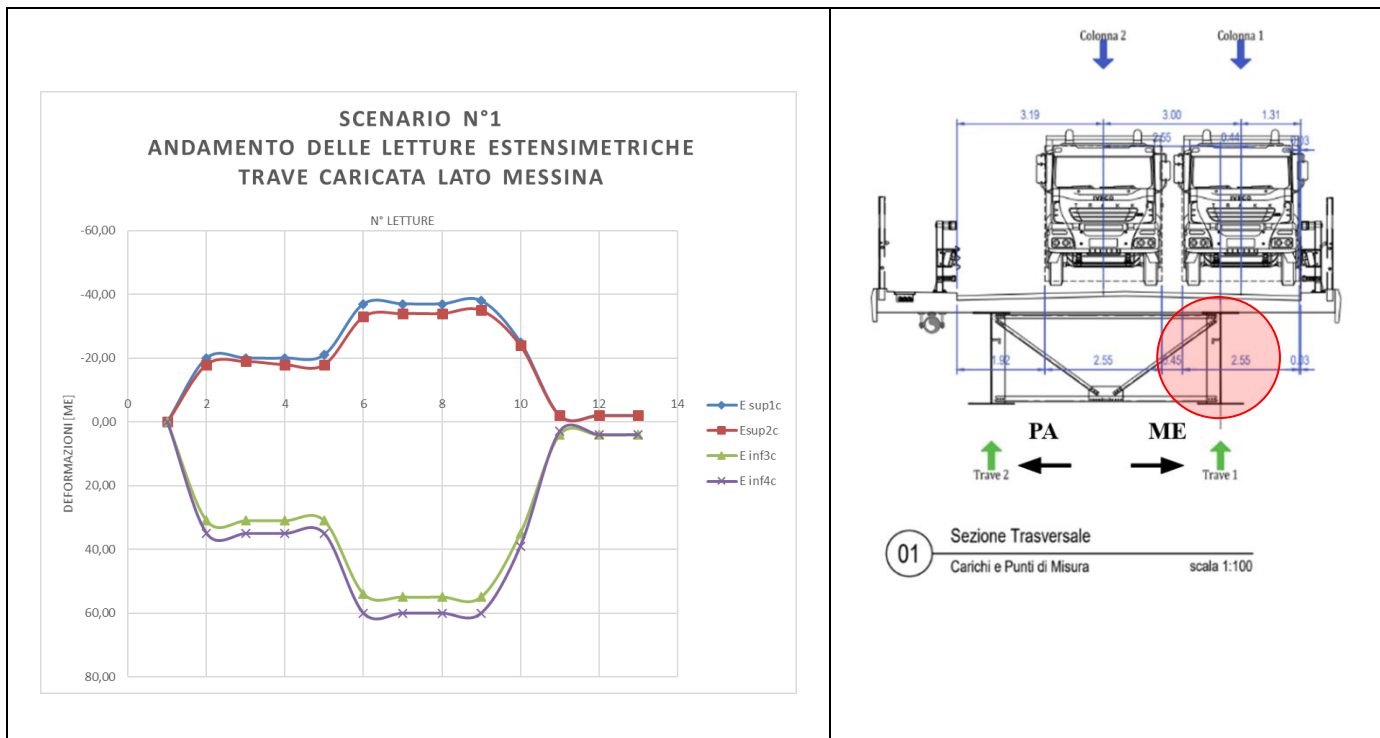 SCENARIO N°1
ANDAMENTO DELLE LETTURE ESTENSIMETRICHE
TRAVE CARICATA LATO MESSINA
N° LETTURE
-60,00
-40,00
-20,00
0,00
20,00
40,00
60,00
80,00
0
2
4
6
8
10
12
14
DEFORMAZIONI [ME]
E sup1c
Esup2c
E inf3c
E inf4c
Colonna 2
Colonna 1
3.19
3.00
1.31
2.55
0.44
0.03
IVECO
IVECO
1.92
2.55
0.45
2.55
0.03
PA
ME
Trave 2
Trave 1
01
Sezione Trasversale
Carichi e Punti di Misura
scala 1:100